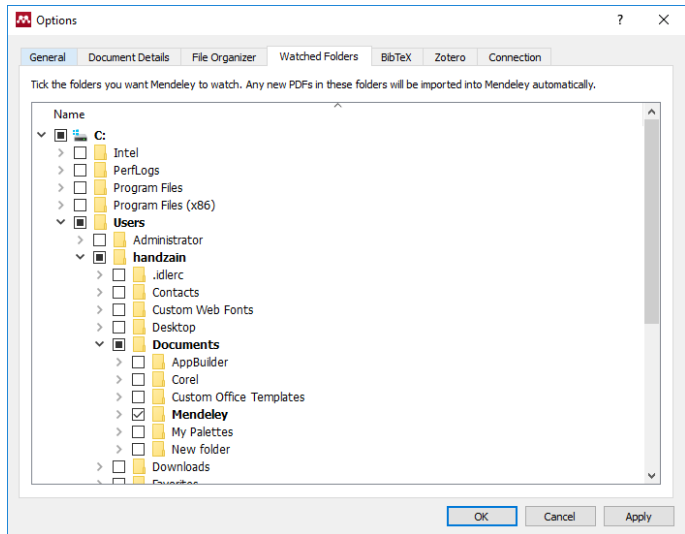 Options
General Document Details File Organizer Watched Folders BibTeX Zotero Connection
Tick the folders you want Mendeley to watch. Any new PDFs in these folders will be imported into Mendeley automatically.
Name
C:
Intel
PerfLogs
Program Files
Program Files (x86)
Users
Administrator
handzain
.idlerc
Contacts
Custom Web Fonts
Desktop
Documents
AppBuilder
Corel
Custom Office Templates
Mendeley
My Palettes
New folder
Downloads
OK Cancel Apply